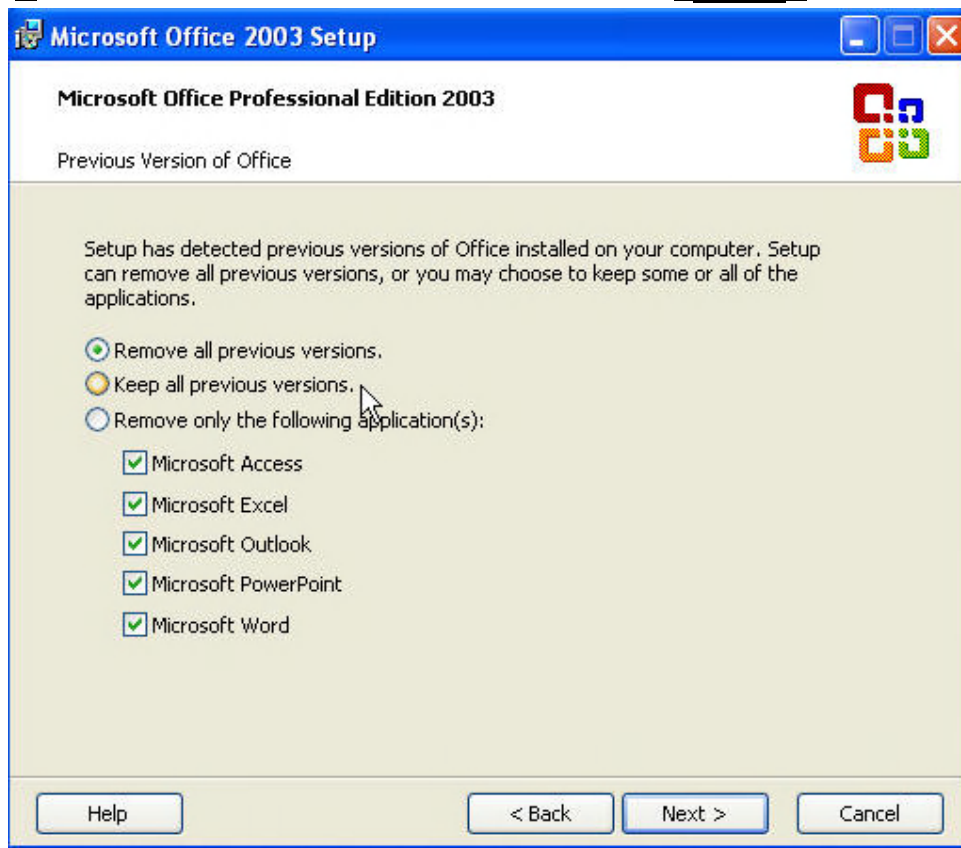 Microsoft Office 2003 Setup
Microsoft Office Professional Edition 2003
Previous Version of Office
Setup has detected previous versions of Office installed on your computer. Setup
can remove all previous versions, or you may choose to keep some or all of the
applications.
Remove all previous versions.
Keep all previous versions.
Remove only the following application(s):
Microsoft Access
Microsoft Excel
Microsoft Outlook
Microsoft PowerPoint
Microsoft Word
Help
< Back
Next >
Cancel